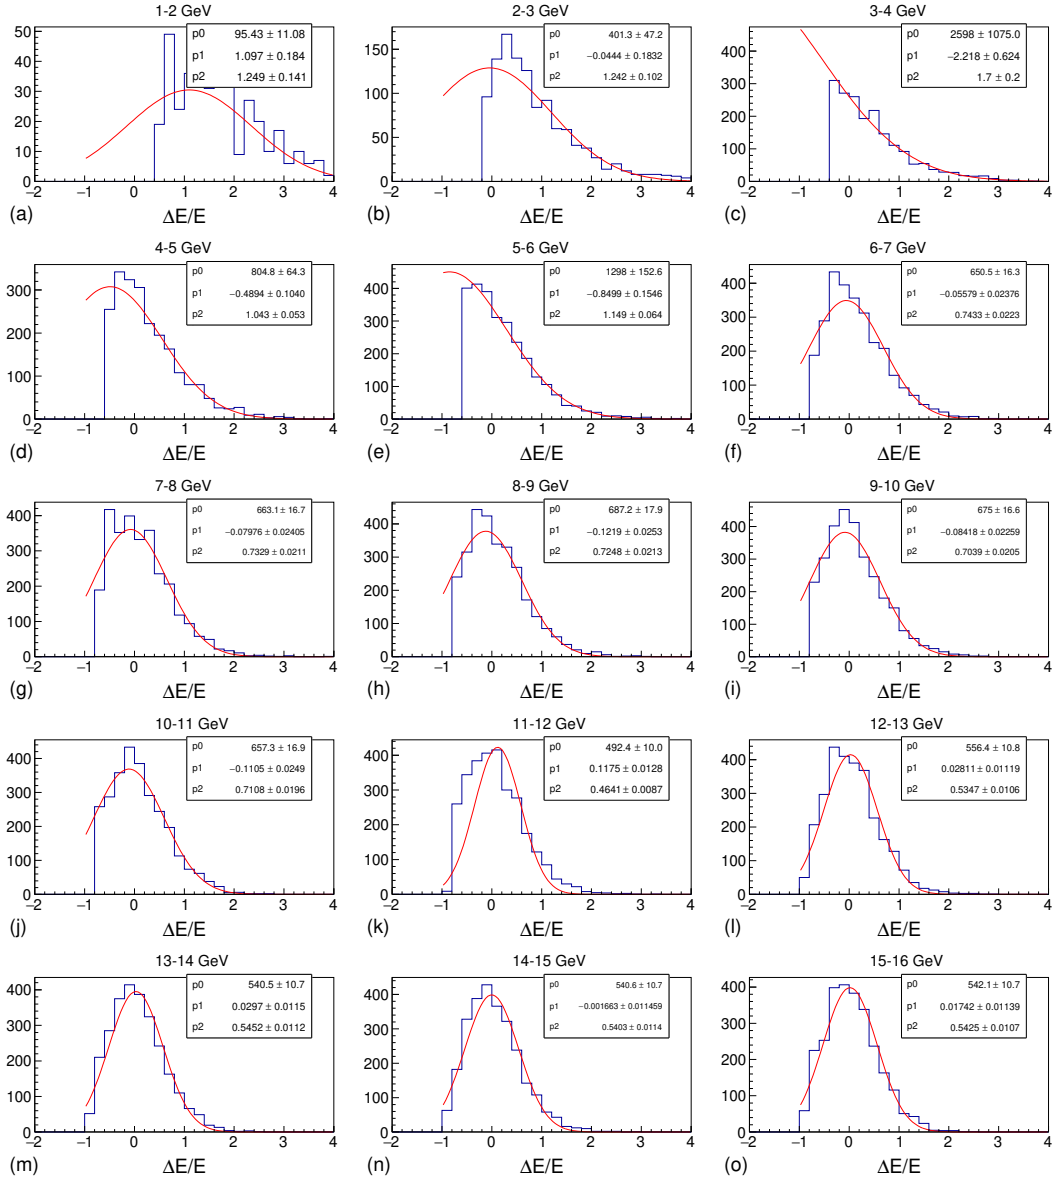 1-2 GeV
p0 95.43 ± 11.08
p1 1.097 ± 0.184
p2 1.249 ± 0.141
50
40
30
20
10
0
−2 −1 0 1 2 3 4
(a) ΔE/E
2-3 GeV
p0 401.3 ± 47.2
p1 −0.0444 ± 0.1832
p2 1.242 ± 0.102
150
100
50
0
−2 −1 0 1 2 3 4
(b) ΔE/E
3-4 GeV
p0 2598 ± 1075.0
p1 −2.218 ± 0.624
p2 1.7 ± 0.2
400
300
200
100
0
−2 −1 0 1 2 3 4
(c) ΔE/E
4-5 GeV
p0 804.8 ± 64.3
p1 −0.4894 ± 0.1040
p2 1.043 ± 0.053
300
200
100
0
−2 −1 0 1 2 3 4
(d) ΔE/E
5-6 GeV
p0 1298 ± 152.6
p1 −0.8499 ± 0.1546
p2 1.149 ± 0.064
400
300
200
100
0
−2 −1 0 1 2 3 4
(e) ΔE/E
6-7 GeV
p0 650.5 ± 16.3
p1 −0.05579 ± 0.02376
p2 0.7433 ± 0.0223
400
300
200
100
0
−2 −1 0 1 2 3 4
(f) ΔE/E
7-8 GeV
p0 663.1 ± 16.7
p1 −0.07976 ± 0.02405
p2 0.7329 ± 0.0211
400
300
200
100
0
−2 −1 0 1 2 3 4
(g) ΔE/E
8-9 GeV
p0 687.2 ± 17.9
p1 −0.1219 ± 0.0253
p2 0.7248 ± 0.0213
400
300
200
100
0
−2 −1 0 1 2 3 4
(h) ΔE/E
9-10 GeV
p0 675 ± 16.6
p1 −0.08418 ± 0.02259
p2 0.7039 ± 0.0205
400
300
200
100
0
−2 −1 0 1 2 3 4
(i) ΔE/E
10-11 GeV
p0 657.3 ± 16.9
p1 −0.1105 ± 0.0249
p2 0.7108 ± 0.0196
400
300
200
100
0
−2 −1 0 1 2 3 4
(j) ΔE/E
11-12 GeV
p0 492.4 ± 10.0
p1 0.1175 ± 0.0128
p2 0.4641 ± 0.0087
400
300
200
100
0
−2 −1 0 1 2 3 4
(k) ΔE/E
12-13 GeV
p0 556.4 ± 10.8
p1 0.02811 ± 0.01119
p2 0.5347 ± 0.0106
400
300
200
100
0
−2 −1 0 1 2 3 4
(l) ΔE/E
13-14 GeV
p0 540.5 ± 10.7
p1 0.0297 ± 0.0115
p2 0.5452 ± 0.0112
400
300
200
100
0
−2 −1 0 1 2 3 4
(m) ΔE/E
14-15 GeV
p0 540.6 ± 10.7
p1 −0.001663 ± 0.011459
p2 0.5403 ± 0.0114
400
300
200
100
0
−2 −1 0 1 2 3 4
(n) ΔE/E
15-16 GeV
p0 542.1 ± 10.7
p1 0.01742 ± 0.01139
p2 0.5425 ± 0.0107
400
300
200
100
0
−2 −1 0 1 2 3 4
(o) ΔE/E